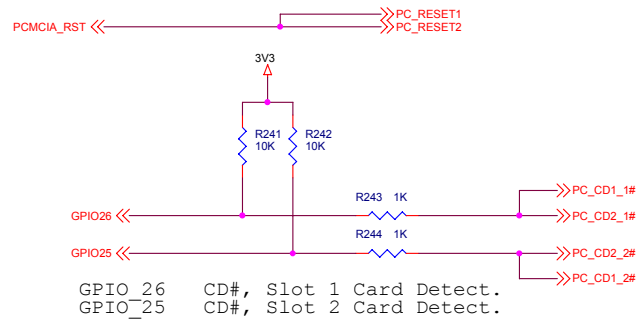 PC_RESET1
PCMCIA_RST
PC_RESET2
3V3
R241
10K
R242
10K
R243 1K
PC_CD1_1#
GPIO26
PC_CD2_1#
R244 1K
GPIO25
PC_CD2_2#
PC_CD1_2#
GPIO_26 CD#, Slot 1 Card Detect.
GPIO_25 CD#, Slot 2 Card Detect.